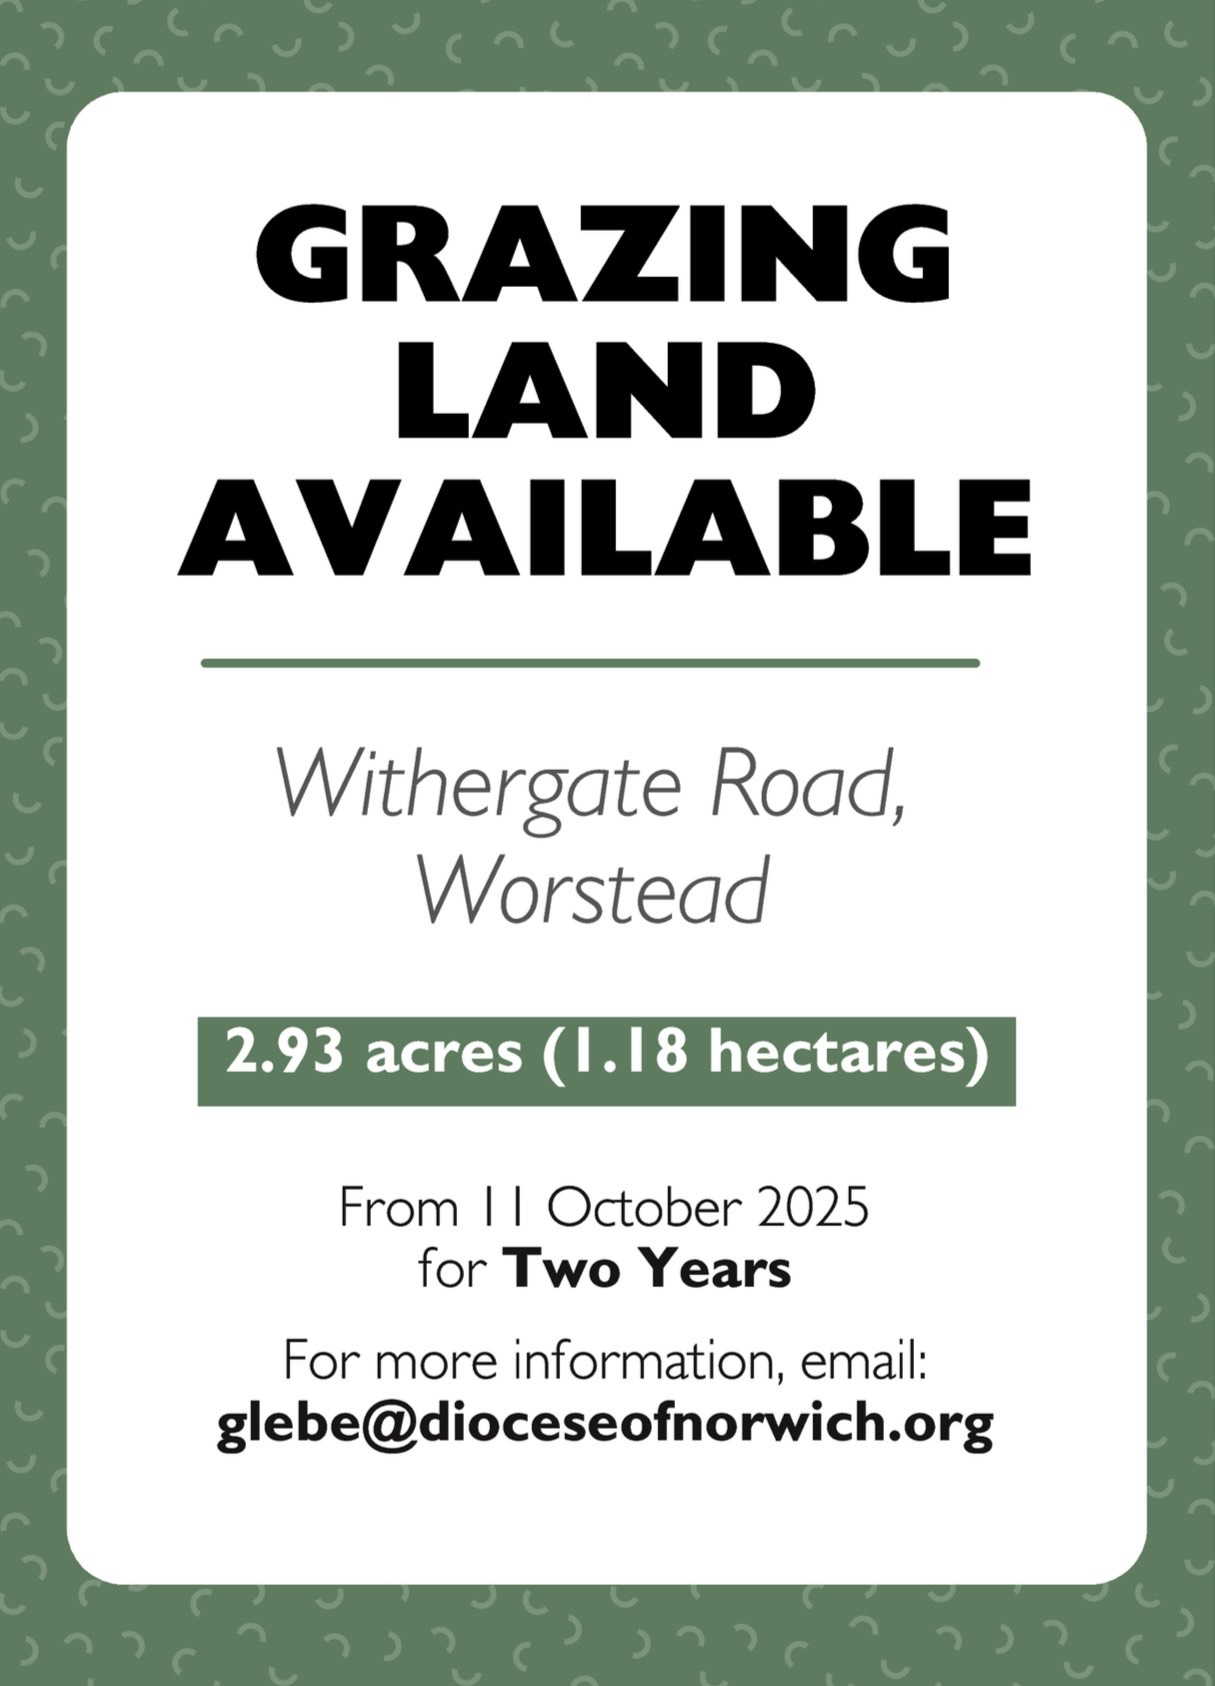 GRAZING
LAND
AVAILABLE
Withergate Road,
Worstead
2.93 acres (1.18 hectares)
From 11 October 2025
for Two Years
For more information, email:
glebe@dioceseofnorwich.org